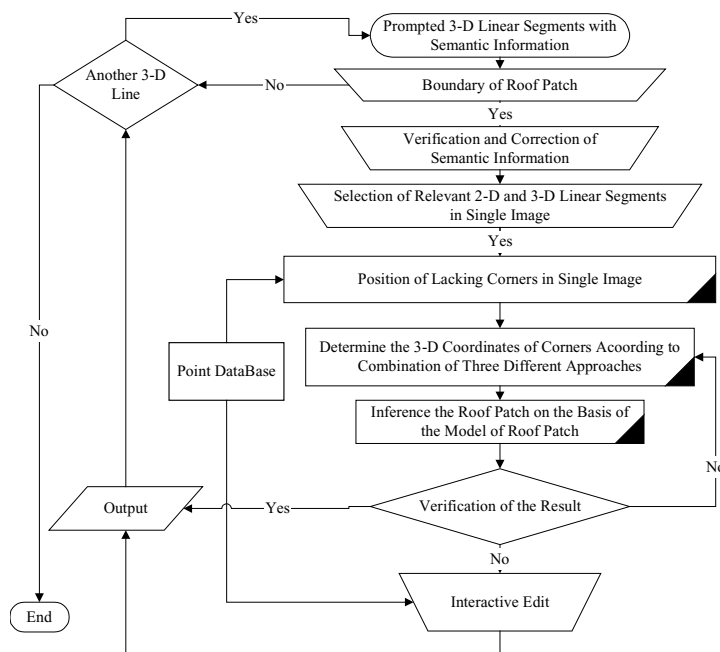 Yes
Prompted 3-D Linear Segments with
Semantic Information
Another 3-D
Line
No
Boundary of Roof Patch
Yes
Verification and Correction of
Semantic Information
Selection of Relevant 2-D and 3-D Linear Segments
in Single Image
Yes
Position of Lacking Corners in Single Image
No
Determine the 3-D Coordinates of Corners Acoording to
Combination of Three Different Approaches
Point DataBase
Inference the Roof Patch on the Basis of
the Model of Roof Patch
No
Output
Yes
Verification of the Result
No
Interactive Edit
End